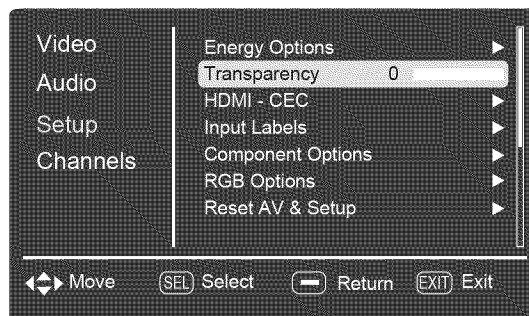 Video
Audio
Setup
Channels
Energy Options
Transparency 0
HDMI - CEC
Input Labels
Component Options
RGB Options
Reset AV & Setup
Move SEL Select Return EXIT Exit